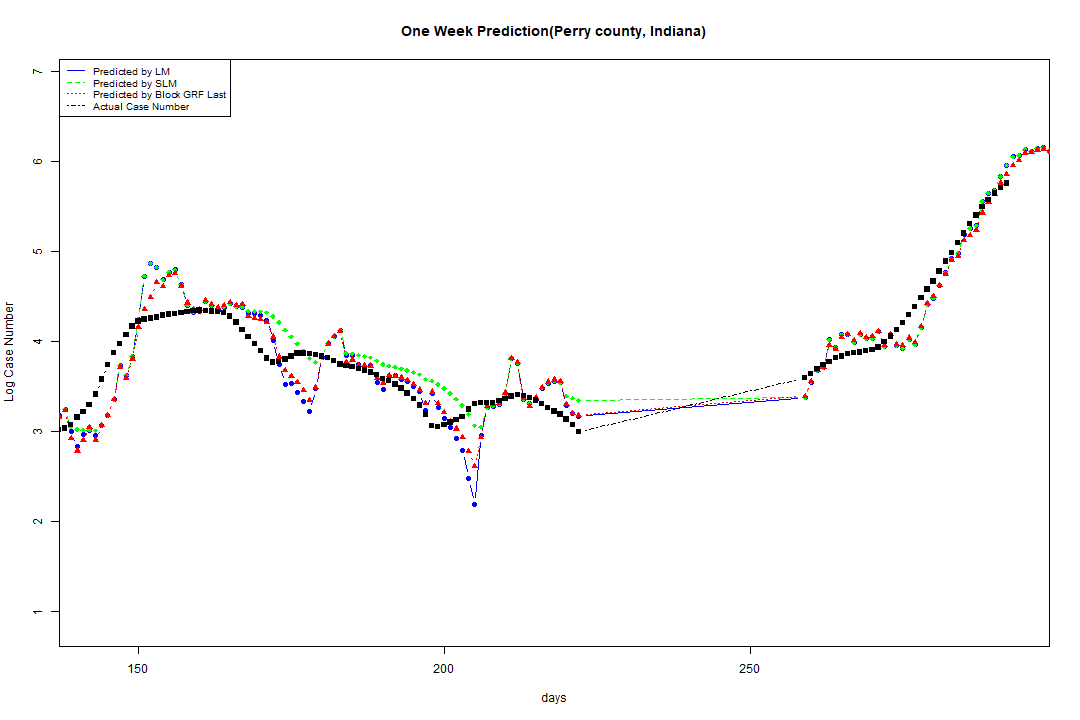 One Week Prediction(Perry county, Indiana)
Predicted by LM
Predicted by SLM
Predicted by Block GRF Last
Actual Case Number
7
6
5
4
3
2
1
Log Case Number
150
200
250
days